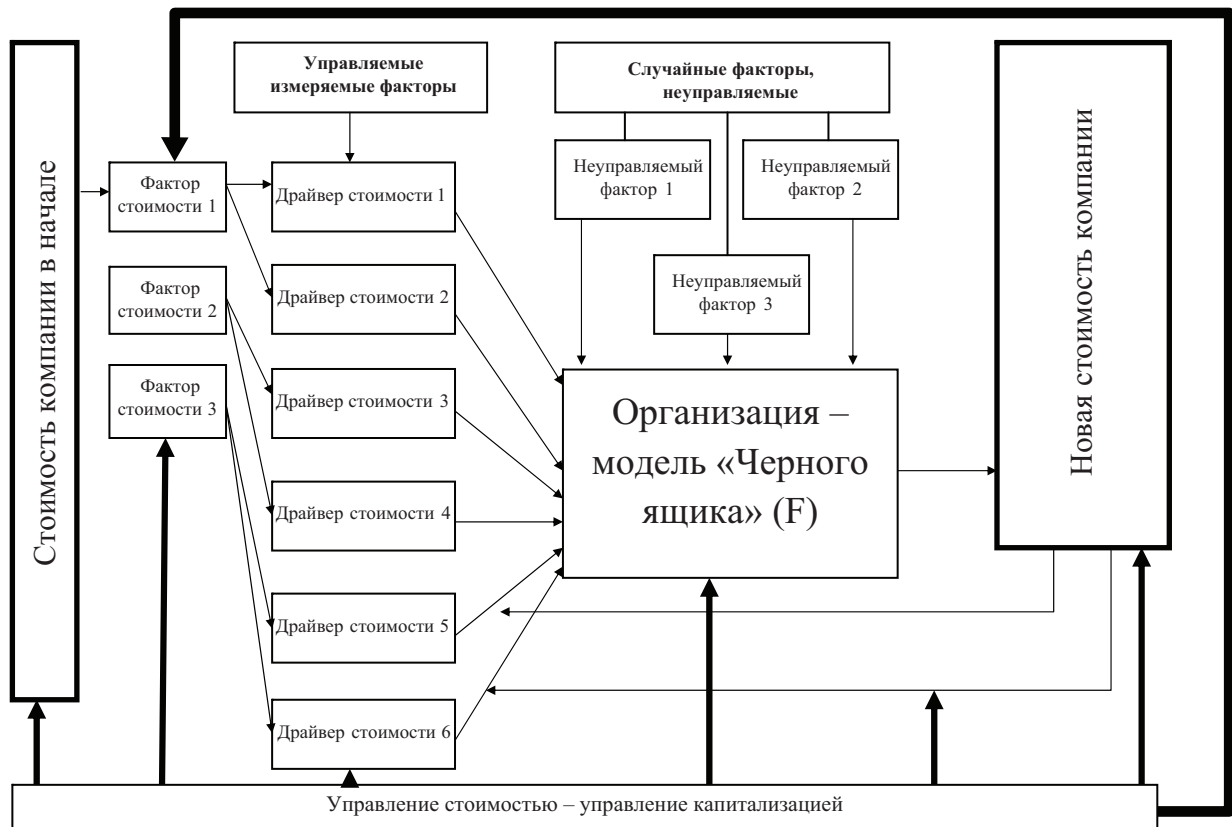 Управляемые
измеряемые факторы
Случайные факторы,
неуправляемые
Стоимость компании в начале
Фактор
стоимости 1
Драйвер стоимости 1
Неуправляемый
фактор 1
Неуправляемый
фактор 2
Новая стоимость компании
Фактор
стоимости 2
Драйвер стоимости 2
Неуправляемый
фактор 3
Фактор
стоимости 3
Драйвер стоимости 3
Организация –
модель «Черного
ящика» (F)
Драйвер стоимости 4
Драйвер стоимости 5
Драйвер стоимости 6
Управление стоимостью – управление капитализацией